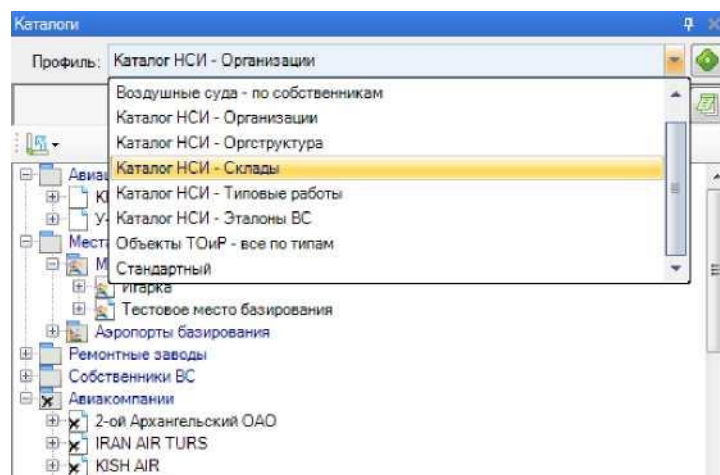 Каталоги
Профиль: Каталог НСИ - Организации
Воздушные суда - по собственникам
Каталог НСИ - Организации
Каталог НСИ - Оргструктура
Каталог НСИ - Склады
Каталог НСИ - Типовые работы
Каталог НСИ - Эталоны ВС
Объекты ТОиР - все по типам
Стандартный
Игарка
Тестовое место базирования
Аэропорты базирования
Ремонтные заводы
Собственники ВС
Авиакомпании
2-ой Архангельский ОАО
IRAN AIR TURS
KISH AIR